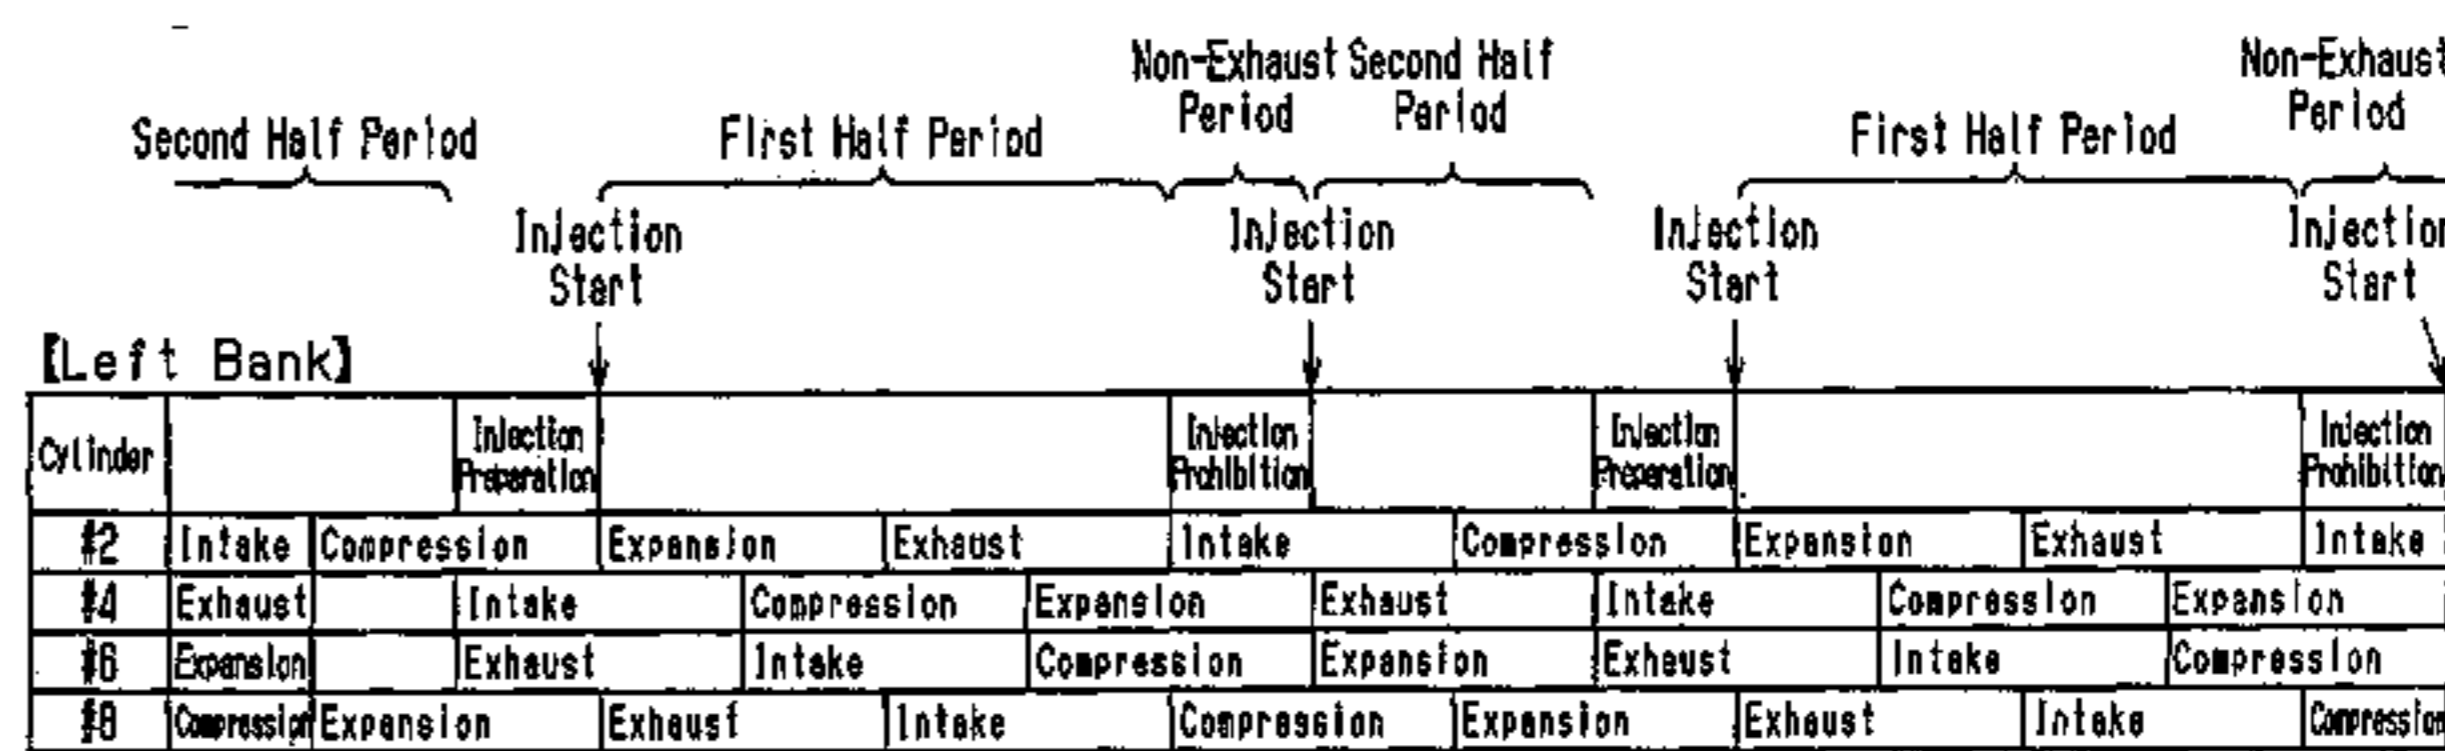 Non-Exhaust Second Half Non-Exhaust
Period Period Period
Second Half Period First Half Period First Half Period
Injection Injection Injection Injection
Start Start Start Start
【Left Bank】
Cylinder Injection Preparation Injection Prohibition Injection Preparation Injection Prohibition
#2 Intake Compression Expansion Exhaust Intake Compression Expansion Exhaust Intake
#4 Exhaust Intake Compression Expansion Exhaust Intake Compression Expansion
#6 Expansion Exhaust Intake Compression Expansion Exhaust Intake Compression
#8 Compression Expansion Exhaust Intake Compression Expansion Exhaust Intake Compression